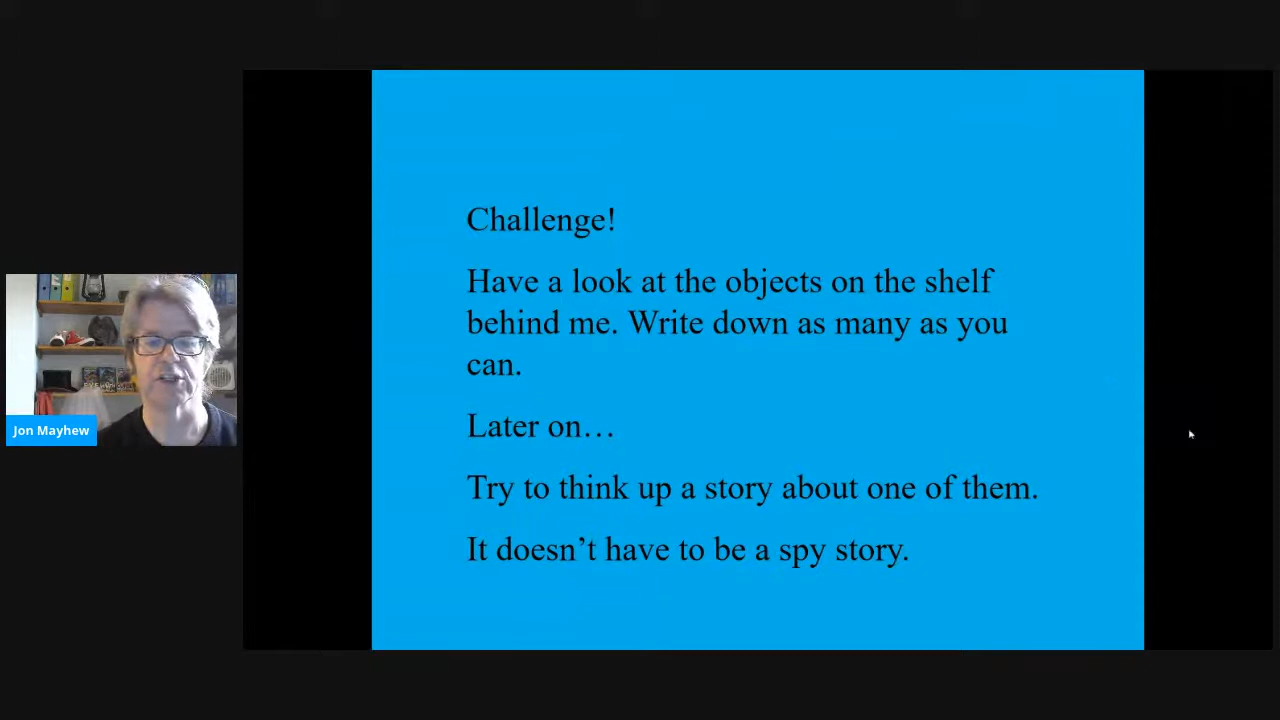 Challenge!
Have a look at the objects on the shelf
behind me. Write down as many as you
can.
Later on…
Try to think up a story about one of them.
It doesn’t have to be a spy story.
Jon Mayhew